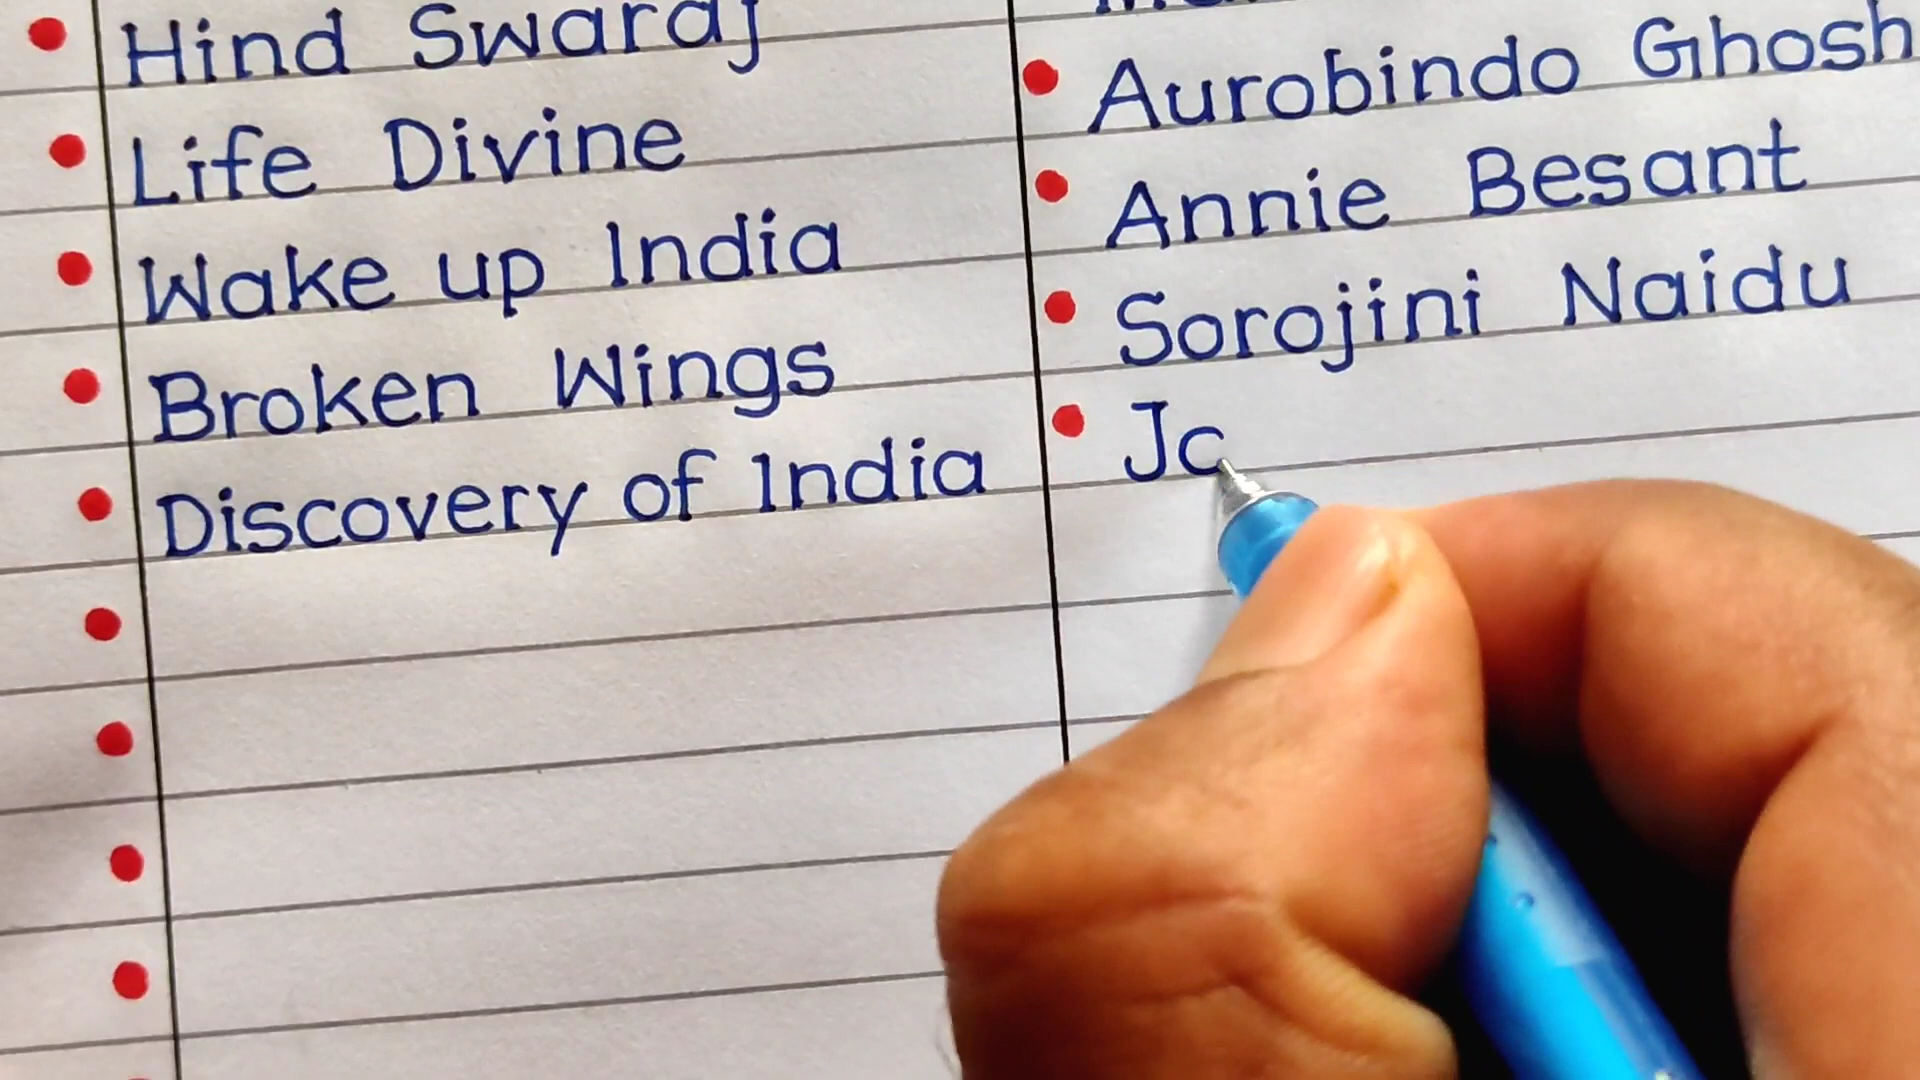 Hind Swaraj
Life Divine
Wake up India
Broken Wings
Discovery of India
Aurobindo Ghosh
Annie Besant
Sorojini Naidu
Jc